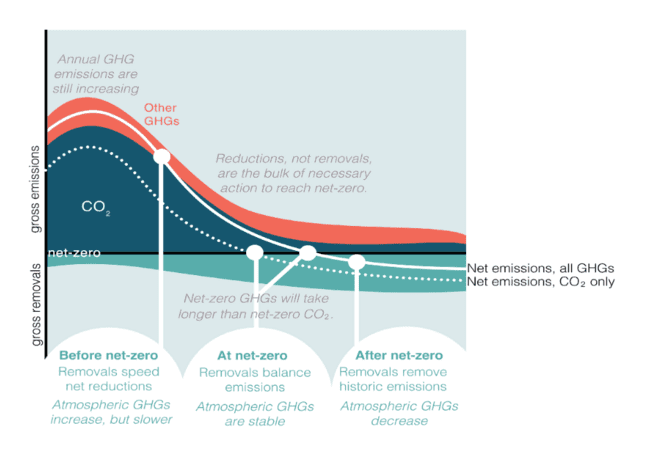 Annual GHG
emissions are
still increasing
Other
GHGs
Reductions, not removals,
are the bulk of necessary
action to reach net-zero.
gross emissions
CO₂
net-zero
gross removals
Net emissions, all GHGs
Net emissions, CO₂ only
Net-zero GHGs will take
longer than net-zero CO₂.
Before net-zero
Removals speed
net reductions
Atmospheric GHGs
increase, but slower
At net-zero
Removals balance
emissions
Atmospheric GHGs
are stable
After net-zero
Removals remove
historic emissions
Atmospheric GHGs
decrease